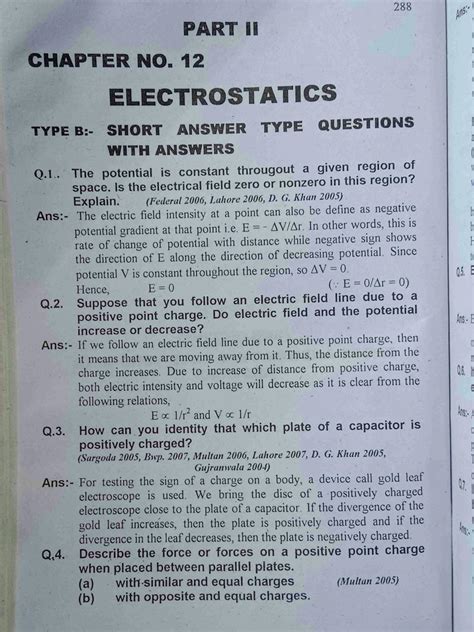 288
PART II
CHAPTER NO. 12
ELECTROSTATICS
TYPE B:- SHORT ANSWER TYPE QUESTIONS
WITH ANSWERS
Q.1.. The potential is constant througout a given region of
space. Is the electrical field zero or nonzero in this region?
Explain. (Federal 2006, Lahore 2006, D. G. Khan 2005)
Ans:- The electric field intensity at a point can also be define as negative
potential gradient at that point i.e. E = - ΔV/Δr. In other words, this is
rate of change of potential with distance while negative sign shows
the direction of E along the direction of decreasing potential. Since
potential V is constant throughout the region, so ΔV = 0.
Hence, E = 0 (∵ E = 0/Δr = 0)
Q.2. Suppose that you follow an electric field line due to a
positive point charge. Do electric field and the potential
increase or decrease?
Ans:- If we follow an electric field line due to a positive point charge, then
it means that we are moving away from it. Thus, the distance from the
charge increases. Due to increase of distance from positive charge,
both electric intensity and voltage will decrease as it is clear from the
following relations,
E ∝ 1/r² and V ∝ 1/r
Q.3. How can you identity that which plate of a capacitor is
positively charged?
(Sargoda 2005, Bwp. 2007, Multan 2006, Lahore 2007, D. G. Khan 2005,
Gujranwala 2004)
Ans:- For testing the sign of a charge on a body, a device call gold leaf
electroscope is used. We bring the disc of a positively charged
electroscope close to the plate of a capacitor. If the divergence of the
gold leaf increases, then the plate is positively charged and if the
divergence in the leaf decreases, then the plate is negatively charged.
Q,4. Describe the force or forces on a positive point charge
when placed between parallel plates.
(a) with similar and equal charges (Multan 2005)
(b) with opposite and equal charges.
Ans:-
Q.5.
Ans:-
Q.6.
Ans:-
Q.7.